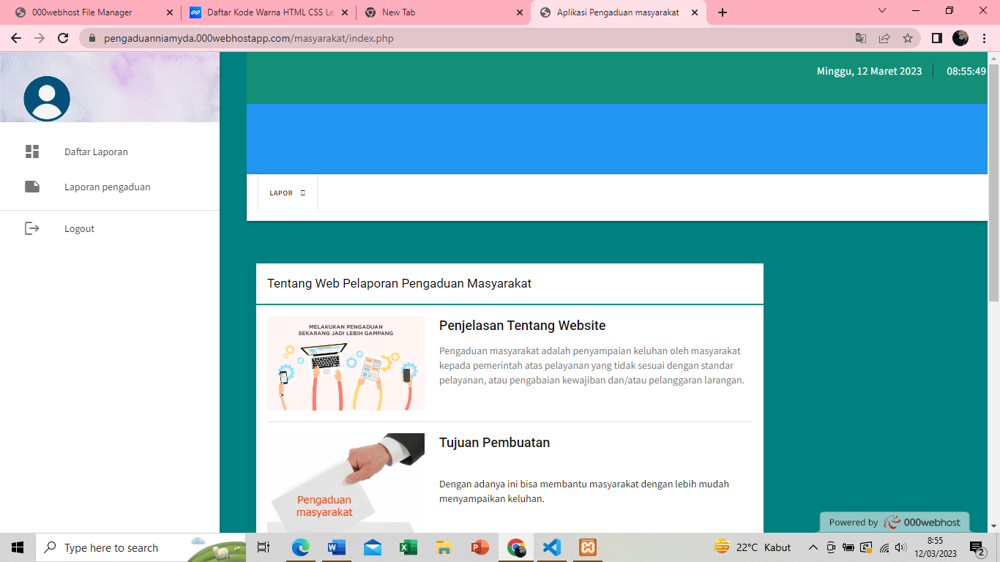 000webhost File Manager
Daftar Kode Warna HTML CSS Le
New Tab
Aplikasi Pengaduan masyarakat
pengaduanniamyda.000webhostapp.com/masyarakat/index.php
Minggu, 12 Maret 2023
08:55:49
Daftar Laporan
Laporan pengaduan
Logout
LAPOR
Tentang Web Pelaporan Pengaduan Masyarakat
MELAKUKAN PENGADUAN
SEKARANG JADI LEBIH GAMPANG
Penjelasan Tentang Website
Pengaduan masyarakat adalah penyampaian keluhan oleh masyarakat
kepada pemerintah atas pelayanan yang tidak sesuai dengan standar
pelayanan, atau pengabaian kewajiban dan/atau pelanggaran larangan.
Pengaduan
masyarakat
Tujuan Pembuatan
Dengan adanya ini bisa membantu masyarakat dengan lebih mudah
menyampaikan keluhan.
Powered by 000webhost
Type here to search
22°C Kabut
8:55
12/03/2023
2